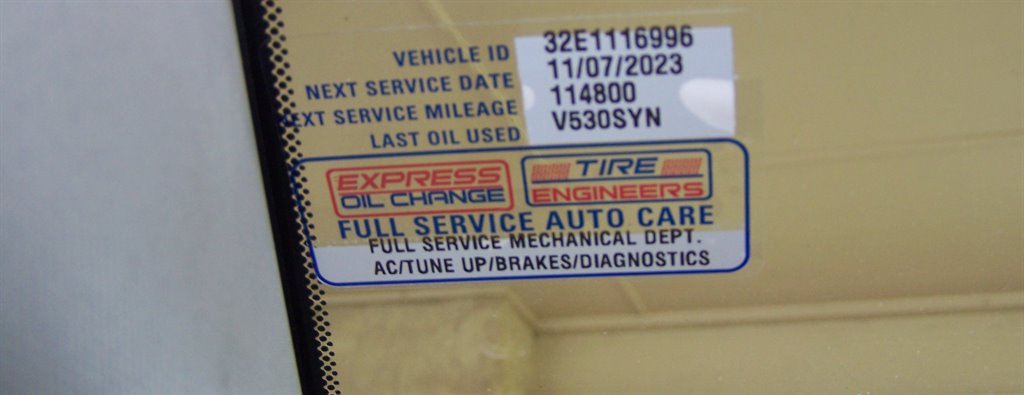 VEHICLE ID 32E1116996
NEXT SERVICE DATE 11/07/2023
NEXT SERVICE MILEAGE 114800
LAST OIL USED V530SYN
EXPRESS OIL CHANGE
TIRE ENGINEERS
FULL SERVICE AUTO CARE
FULL SERVICE MECHANICAL DEPT.
AC/TUNE UP/BRAKES/DIAGNOSTICS